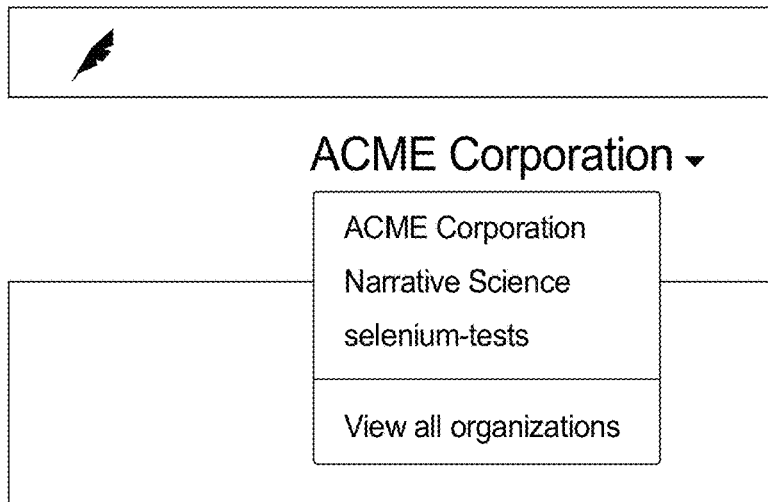 ACME Corporation
ACME Corporation
Narrative Science
selenium-tests
View all organizations